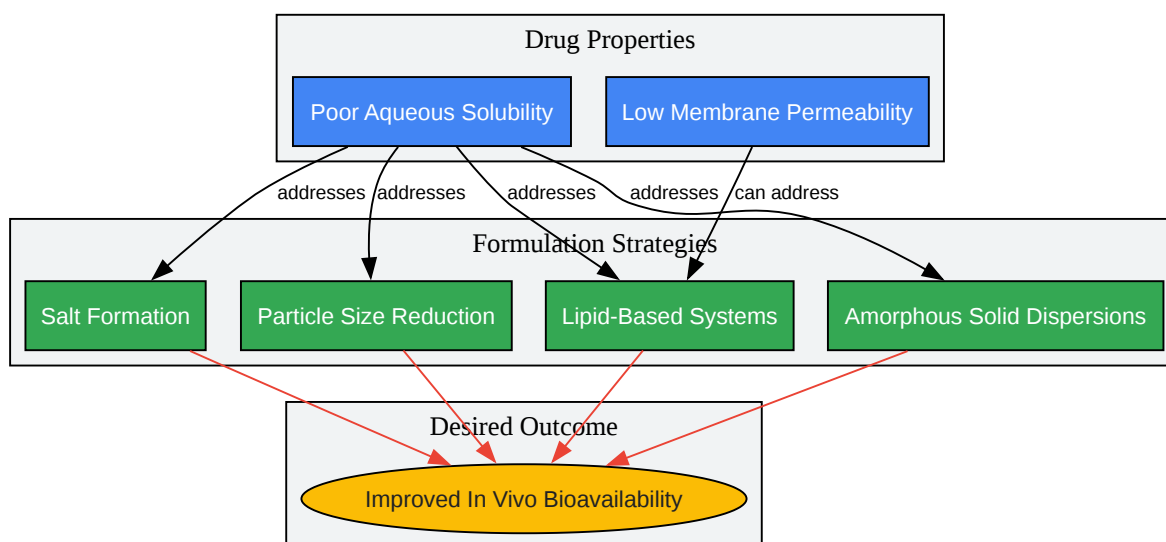 Drug Properties
Poor Aqueous Solubility
Low Membrane Permeability
addresses
addresses
addresses
addresses
can address
Formulation Strategies
Salt Formation
Particle Size Reduction
Lipid-Based Systems
Amorphous Solid Dispersions
Desired Outcome
Improved In Vivo Bioavailability